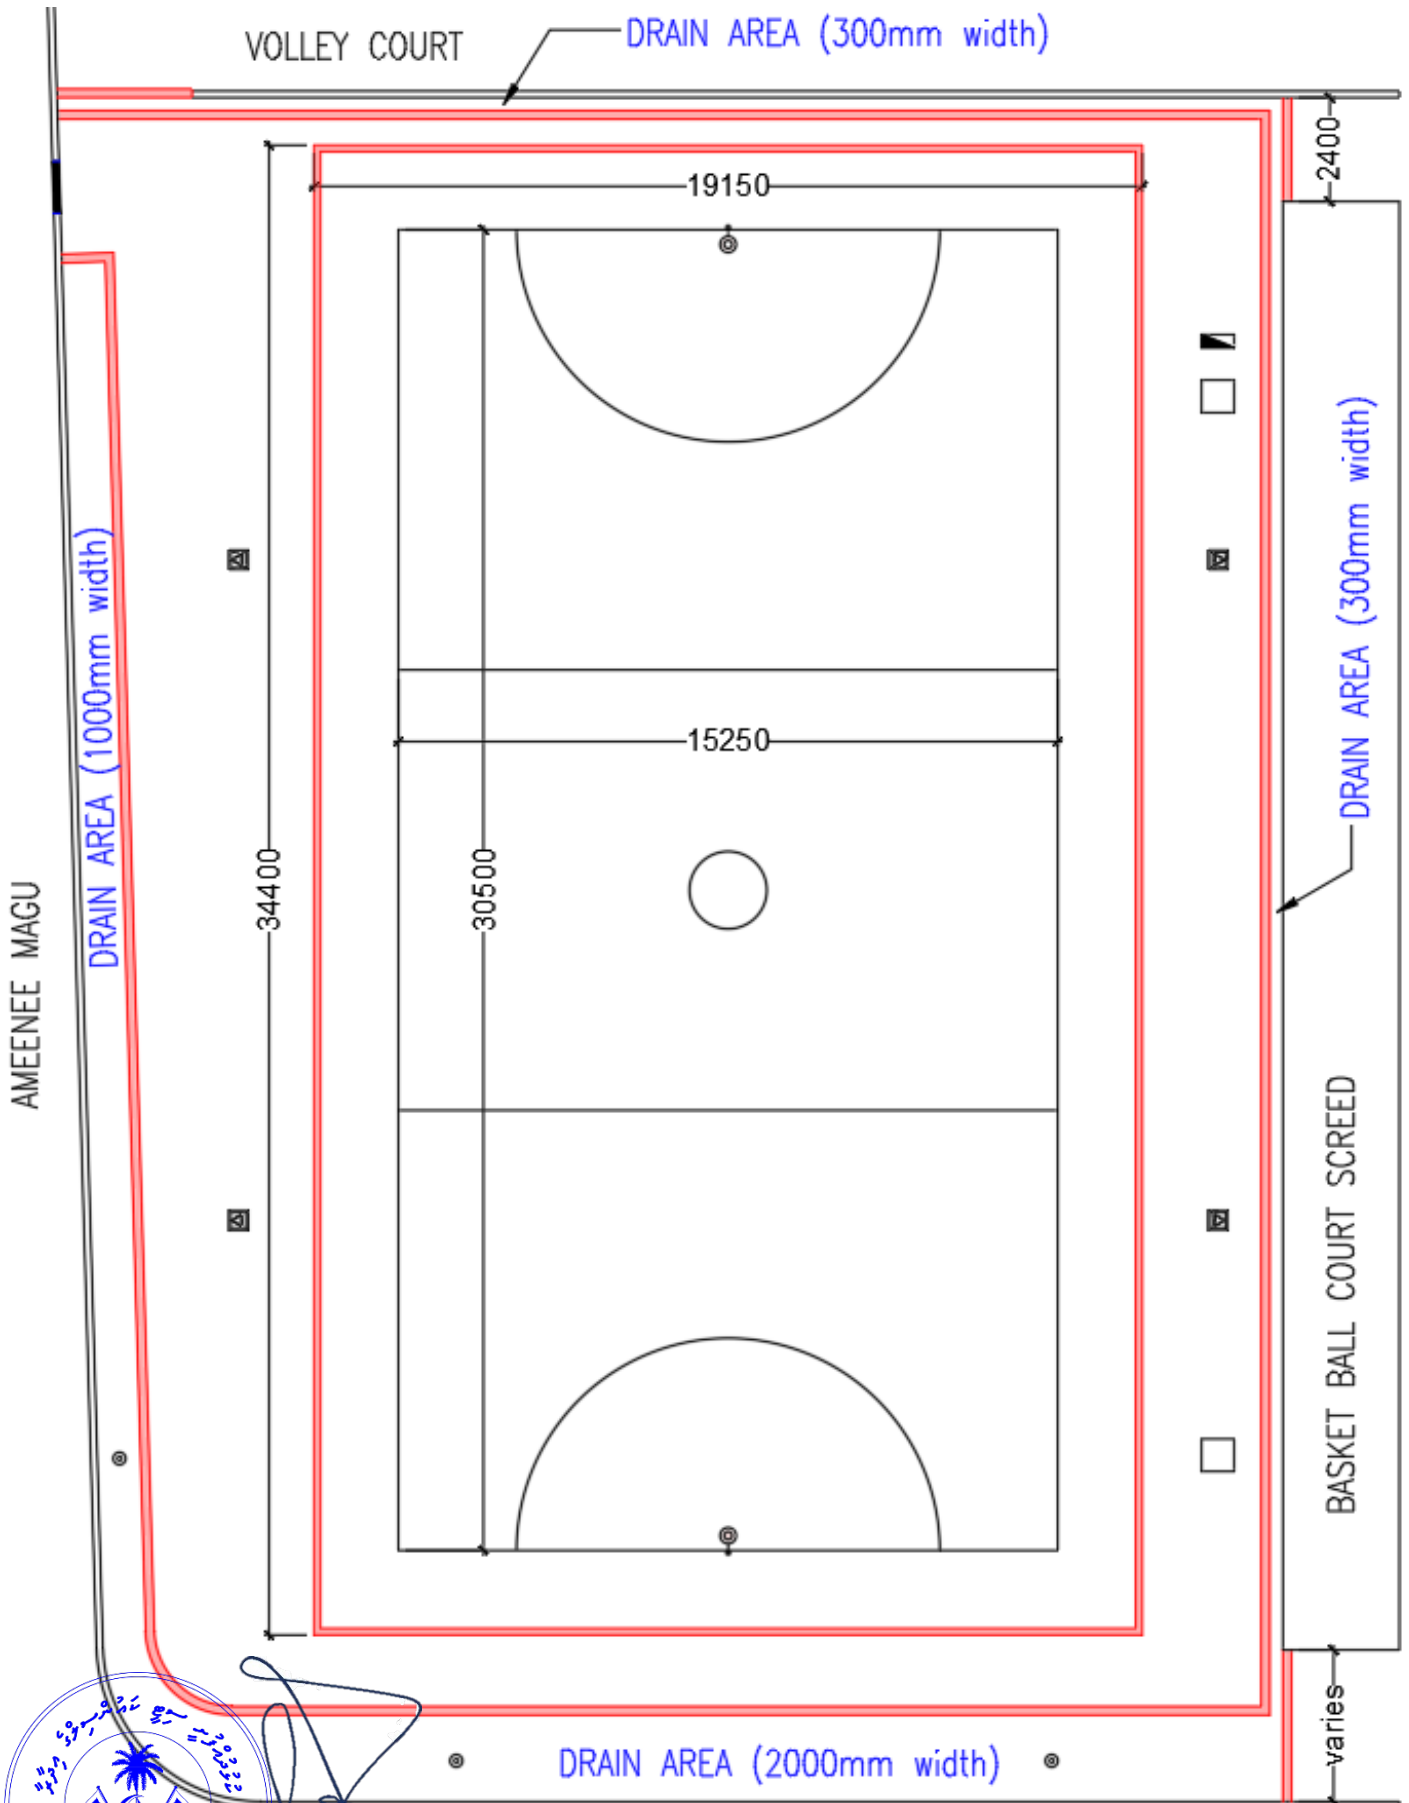 VOLLEY COURT
DRAIN AREA (300mm width)
2400
19150
DRAIN AREA (300mm width)
DRAIN AREA (1000mm width)
15250
34400
30500
AMEENEE MAGU
BASKET BALL COURT SCREED
varies
DRAIN AREA (2000mm width)